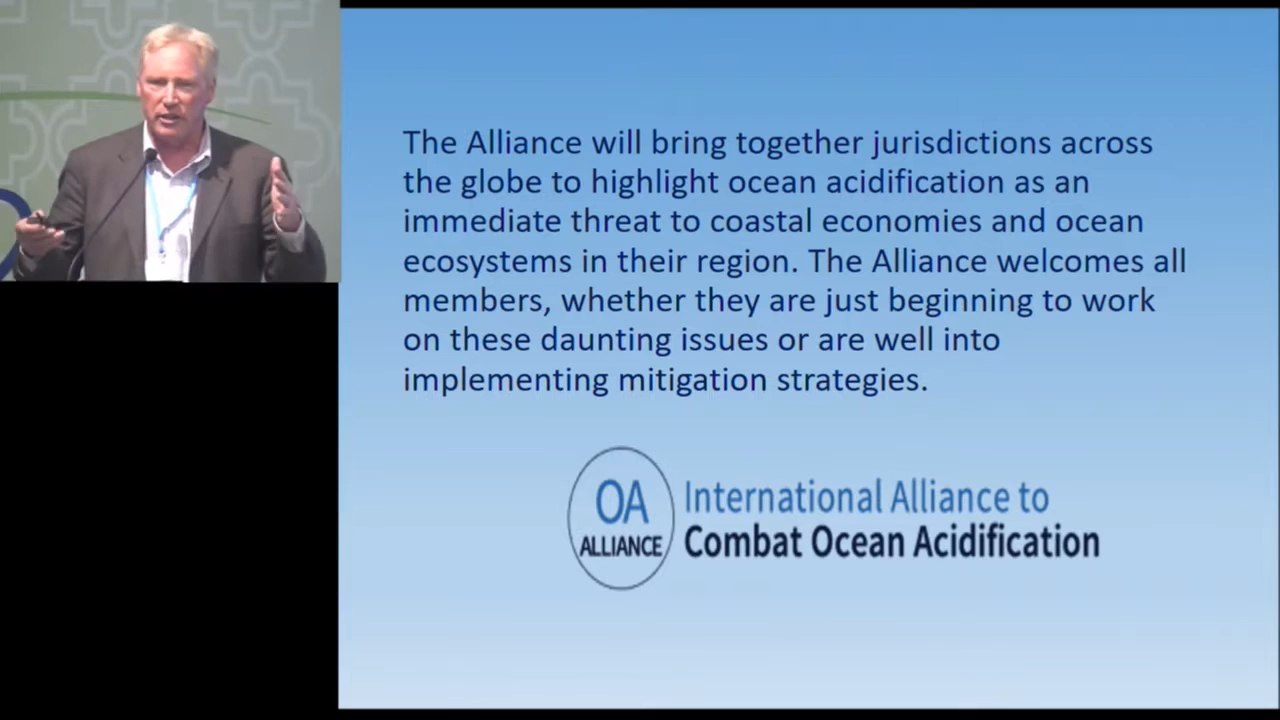 The Alliance will bring together jurisdictions across
the globe to highlight ocean acidification as an
immediate threat to coastal economies and ocean
ecosystems in their region. The Alliance welcomes all
members, whether they are just beginning to work
on these daunting issues or are well into
implementing mitigation strategies.
OA
ALLIANCE
International Alliance to
Combat Ocean Acidification